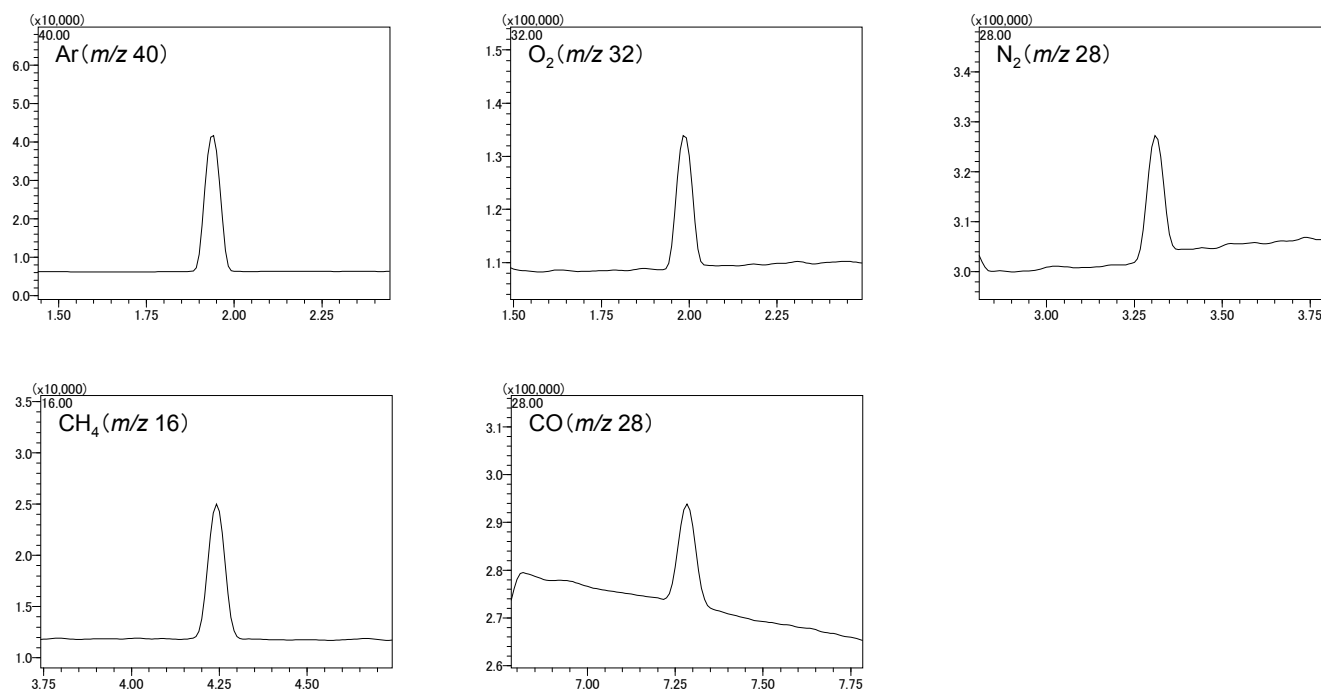 (x10,000)
40.00
Ar(m/z 40)
6.0
5.0
4.0
3.0
2.0
1.0
0.0
1.50 1.75 2.00 2.25
(x100,000)
32.00
O₂(m/z 32)
1.5
1.4
1.3
1.2
1.1
1.50 1.75 2.00 2.25
(x100,000)
28.00
N₂(m/z 28)
3.4
3.3
3.2
3.1
3.0
3.00 3.25 3.50 3.75
(x10,000)
16.00
CH₄(m/z 16)
3.5
3.0
2.5
2.0
1.5
1.0
3.75 4.00 4.25 4.50
(x100,000)
28.00
CO(m/z 28)
3.1
3.0
2.9
2.8
2.7
2.6
7.00 7.25 7.50 7.75